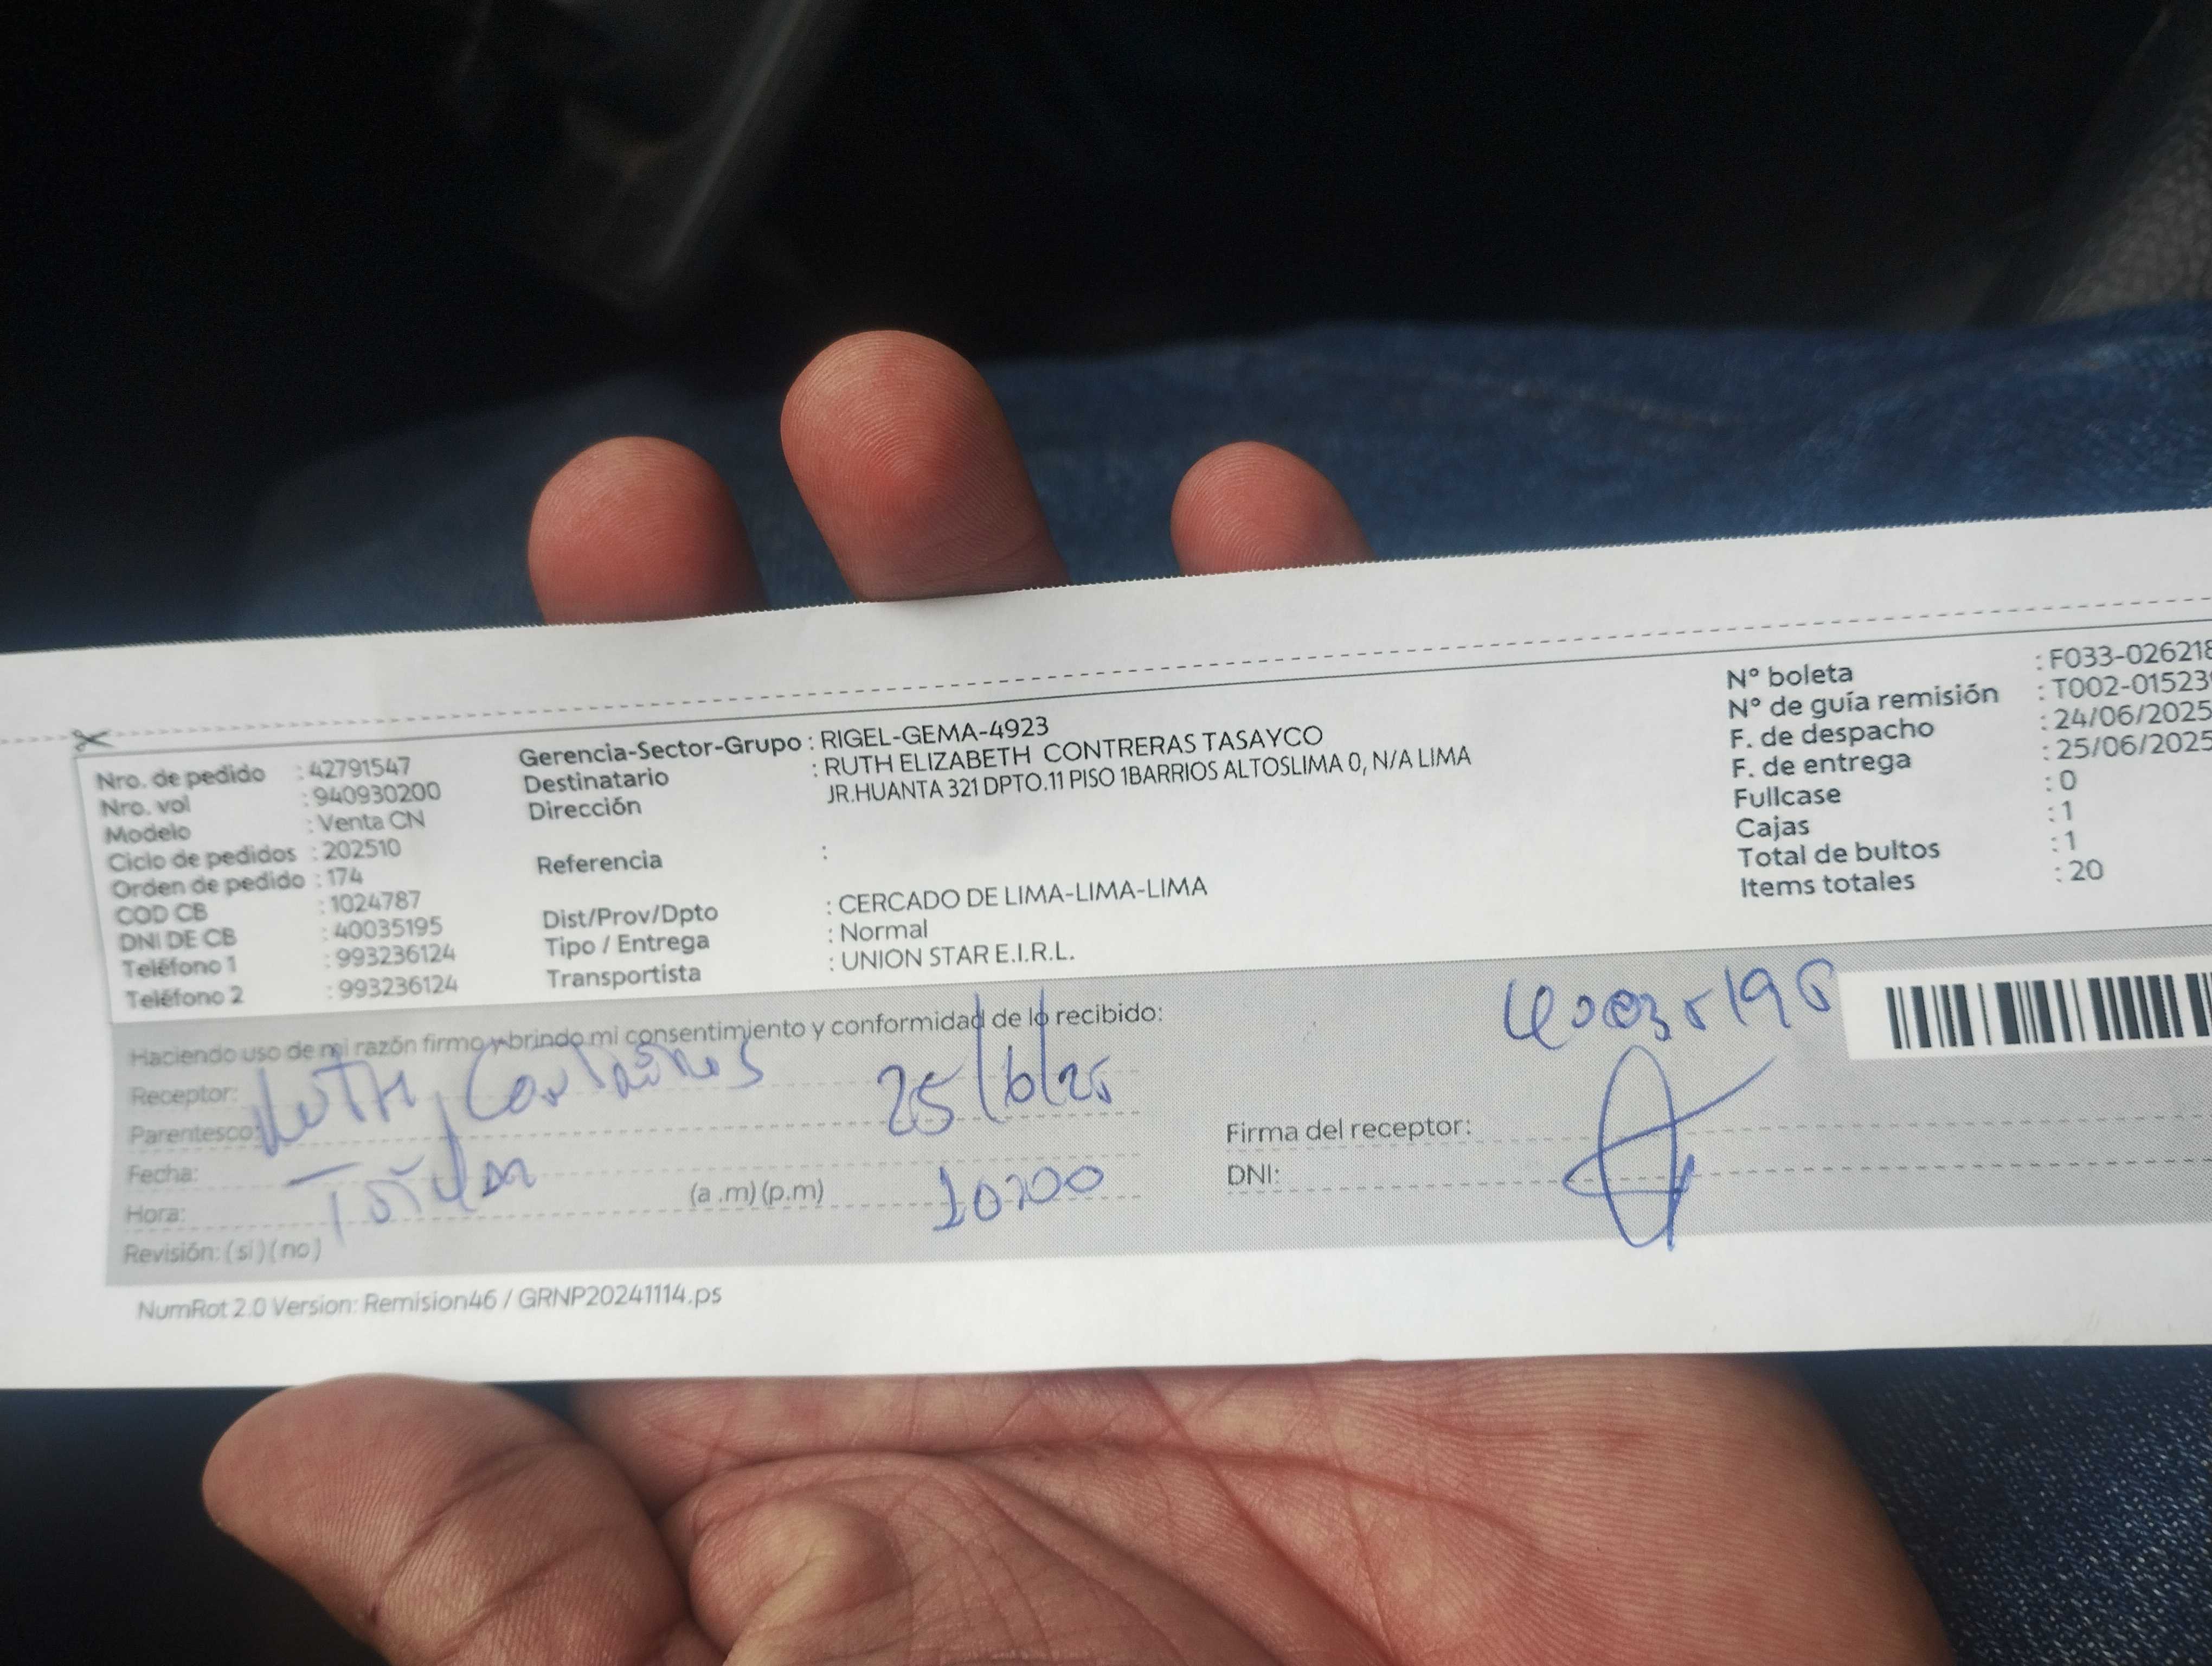 Nro. de pedido : 42791547
Nro. vol : 940930200
Modelo : Venta CN
Ciclo de pedidos : 202510
Orden de pedido : 174
COD CB : 1024787
DNI DE CB : 40035195
Teléfono 1 : 993236124
Teléfono 2 : 993236124
Gerencia-Sector-Grupo : RIGEL-GEMA-4923
Destinatario : RUTH ELIZABETH CONTRERAS TASAYCO
Dirección JR.HUANTA 321 DPTO.11 PISO 1BARRIOS ALTOSLIMA 0, N/A LIMA
Referencia :
Dist/Prov/Dpto : CERCADO DE LIMA-LIMA-LIMA
Tipo / Entrega : Normal
Transportista : UNION STAR E.I.R.L.
N° boleta : F033-026218
N° de guía remisión : T002-01523
F. de despacho : 24/06/2025
F. de entrega : 25/06/2025
Fullcase : 0
Cajas : 1
Total de bultos : 1
Items totales : 20
Haciendo uso de mi razón firmo y brindo mi consentimiento y conformidad de lo recibido:
Receptor: Ruth
Parentesco: 25/6/25
Fecha: Titular
Hora: (a .m) (p.m) 10:00
Revisión: (si) (no)
Firma del receptor:
DNI:
NumRot 2.0 Version: Remision46 / GRNP20241114.ps